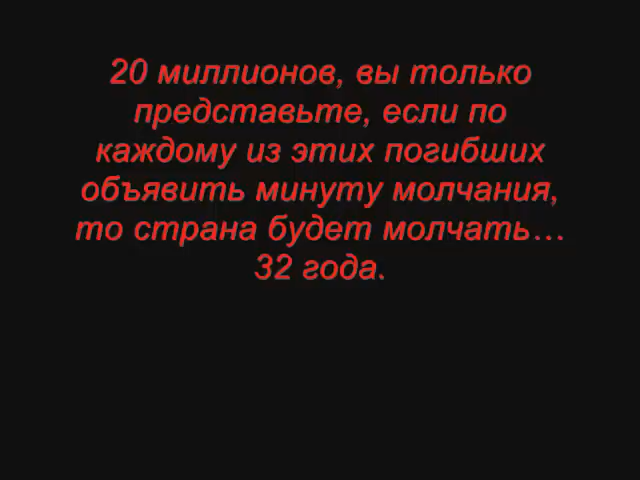 20 миллионов, вы только
представьте, если по
каждому из этих погибших
объявить минуту молчания,
то страна будет молчать…
32 года.